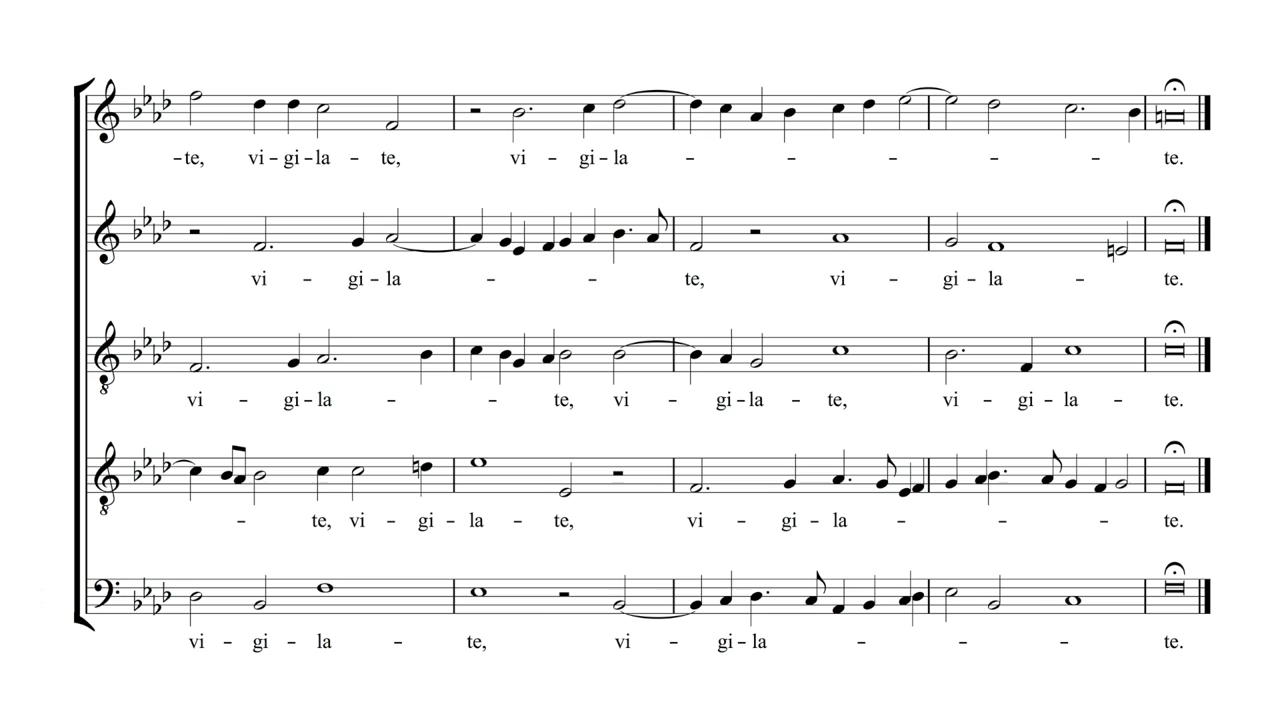 –te, vi–gi–la – te, vi – gi–la – – – – – te.
vi – gi–la – – te, vi – gi – la – te.
vi – gi–la – – te, vi – gi–la – te, vi – gi – la – te.
– te, vi – gi – la – te, vi – gi – la – – – te.
vi – gi – la – te, vi – gi–la – – – te.